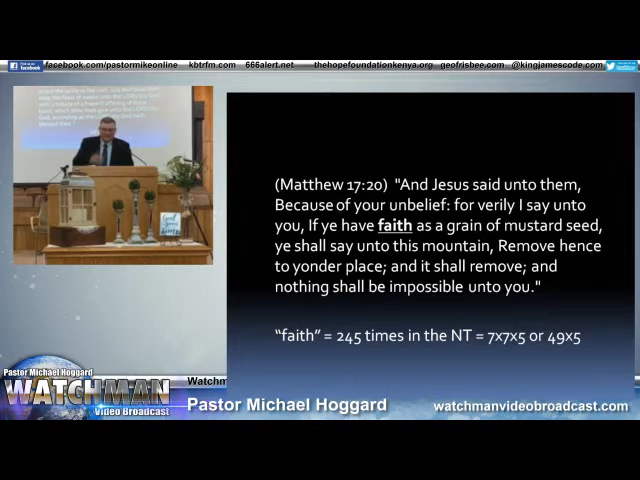 facebook.com/pastormikeonline kbtrfm.com 666alert.net thehopefoundationkenya.org geofrisbee.com @kingjamescode.com
(Matthew 17:20) "And Jesus said unto them,
Because of your unbelief: for verily I say unto
you, If ye have faith as a grain of mustard seed,
ye shall say unto this mountain, Remove hence
to yonder place; and it shall remove; and
nothing shall be impossible unto you."
"faith" = 245 times in the NT = 7x7x5 or 49x5
Pastor Michael Hoggard
WATCHMAN
Video Broadcast
Watchm
Pastor Michael Hoggard
watchmanvideobroadcast.com